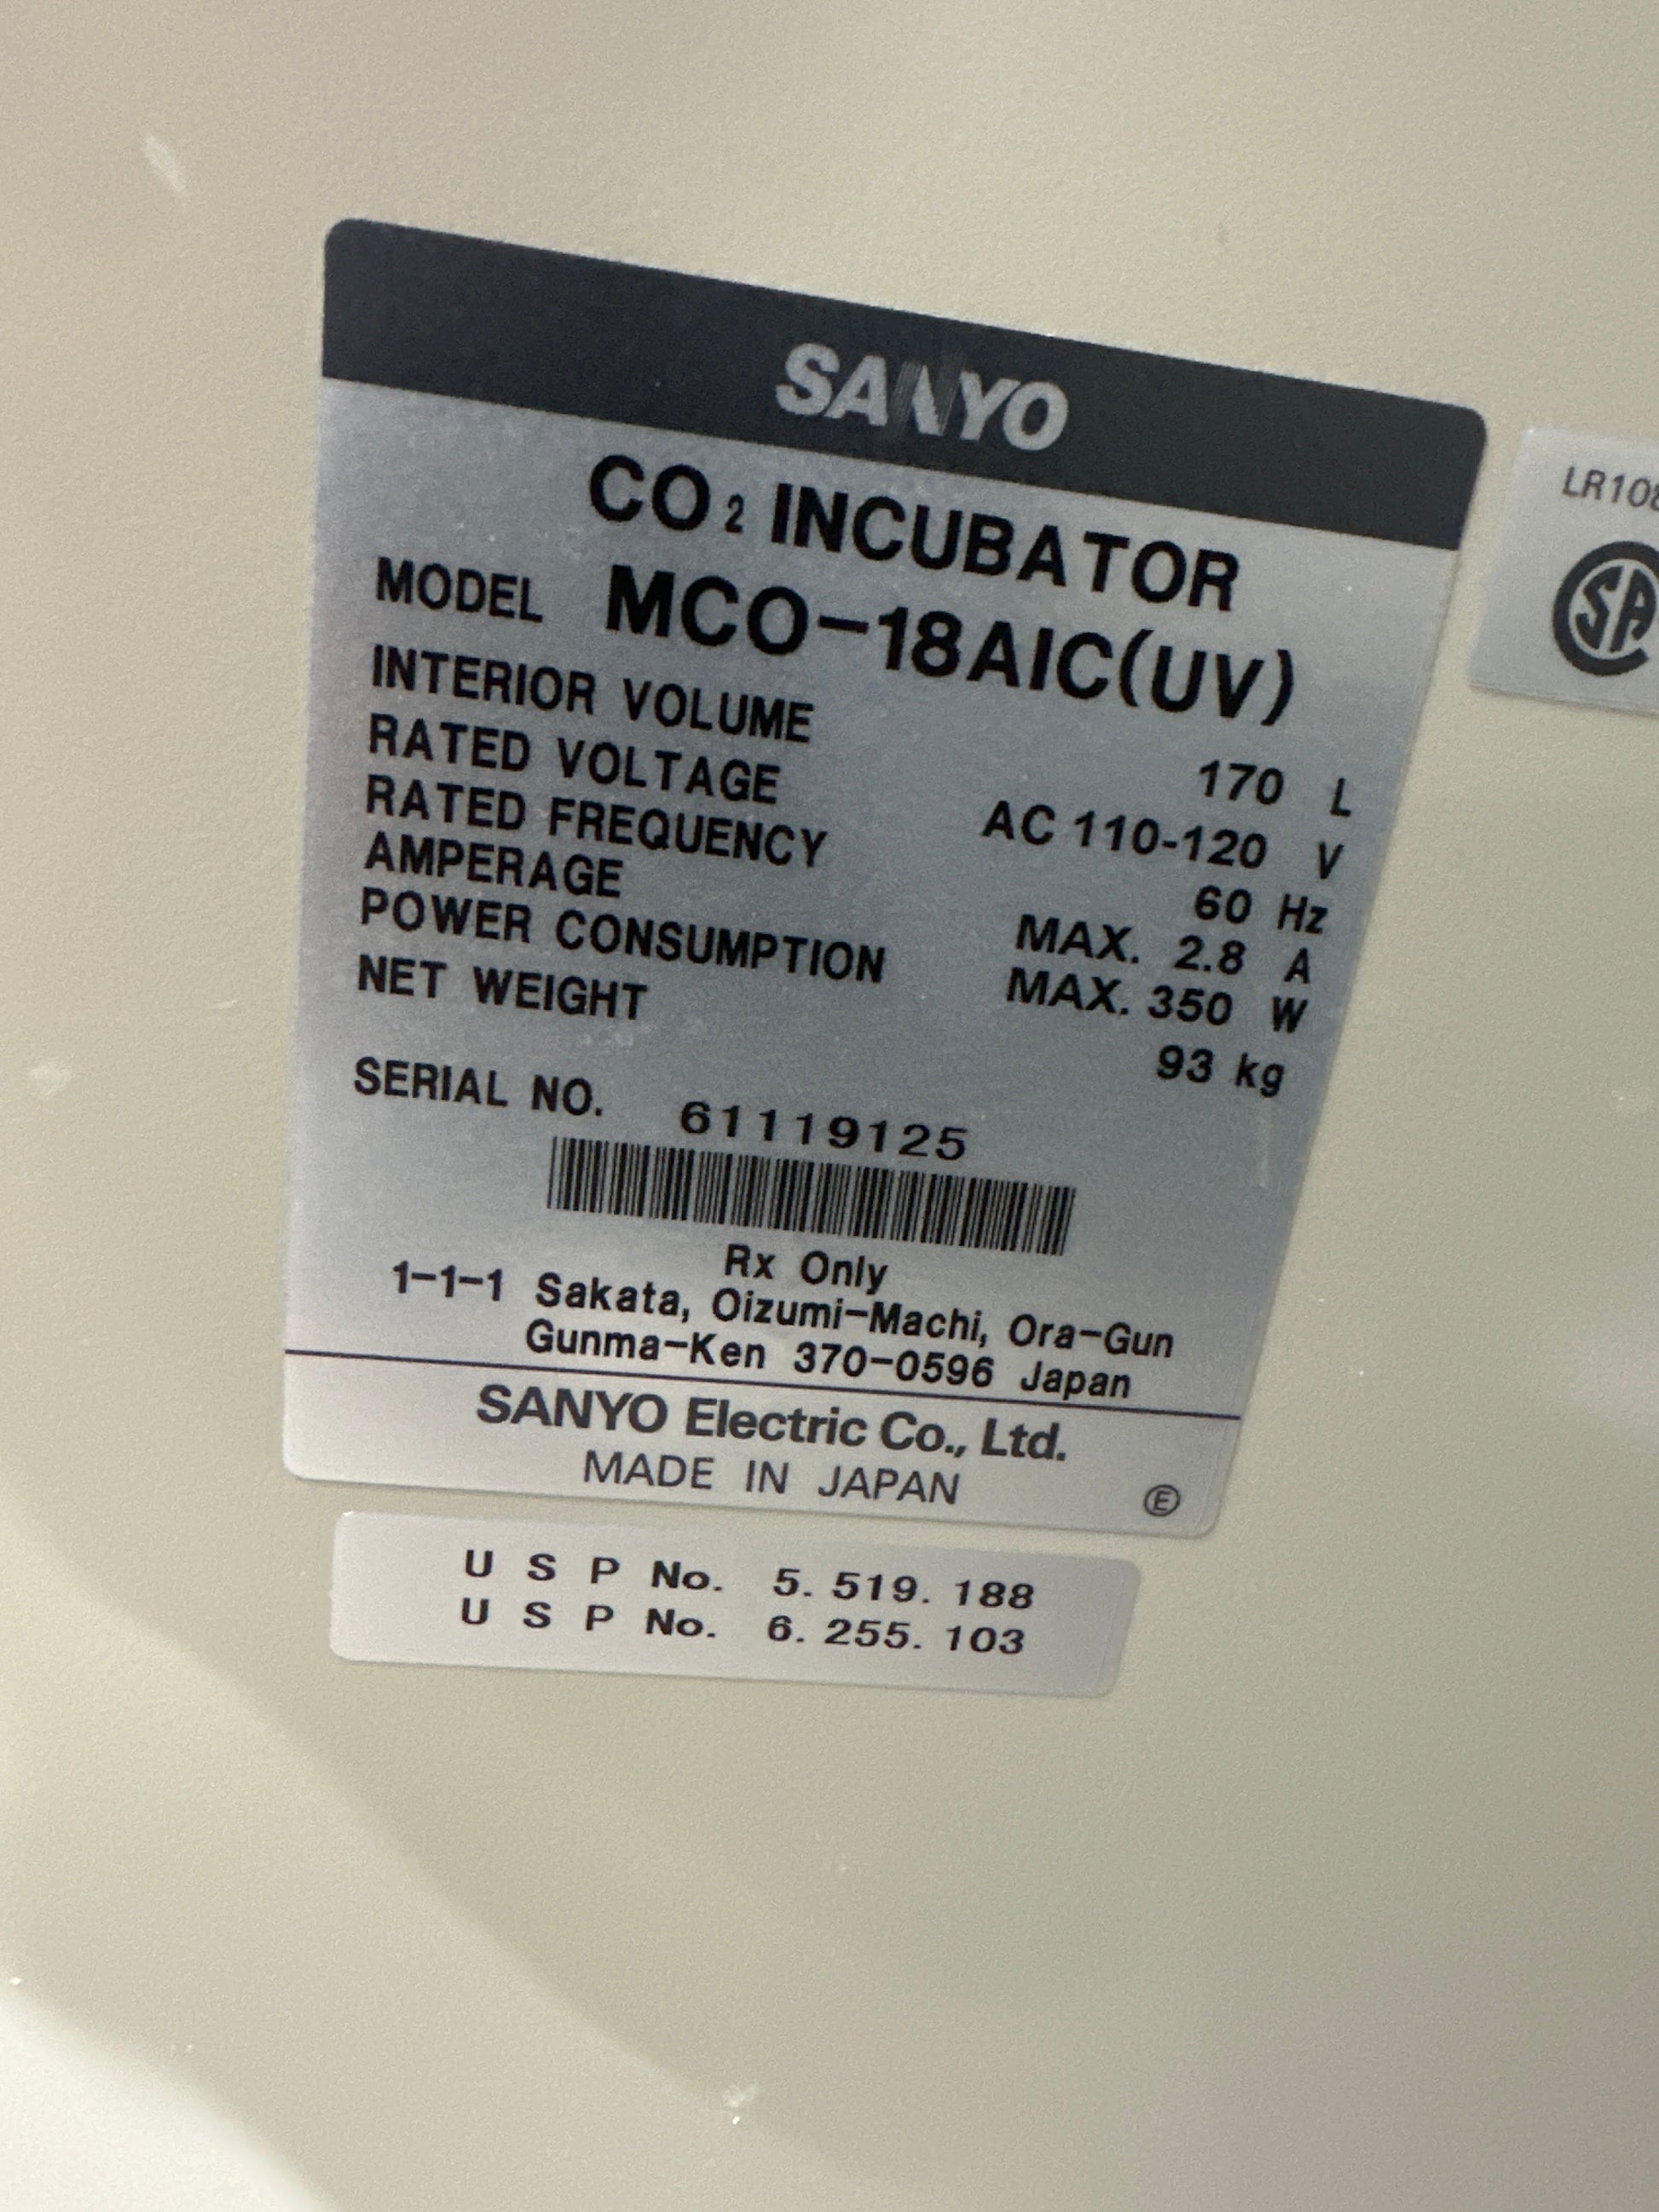 SANYO
CO2 INCUBATOR
MODEL MCO-18AIC(UV)
INTERIOR VOLUME 170 L
RATED VOLTAGE AC 110-120 V
RATED FREQUENCY 60 Hz
AMPERAGE MAX. 2.8 A
POWER CONSUMPTION MAX. 350 W
NET WEIGHT 93 kg
SERIAL NO. 61119125
Rx Only
1-1-1 Sakata, Oizumi-Machi, Ora-Gun
Gunma-Ken 370-0596 Japan
SANYO Electric Co., Ltd.
MADE IN JAPAN
Ⓔ
U S P No. 5. 519. 188
U S P No. 6. 255. 103
SA